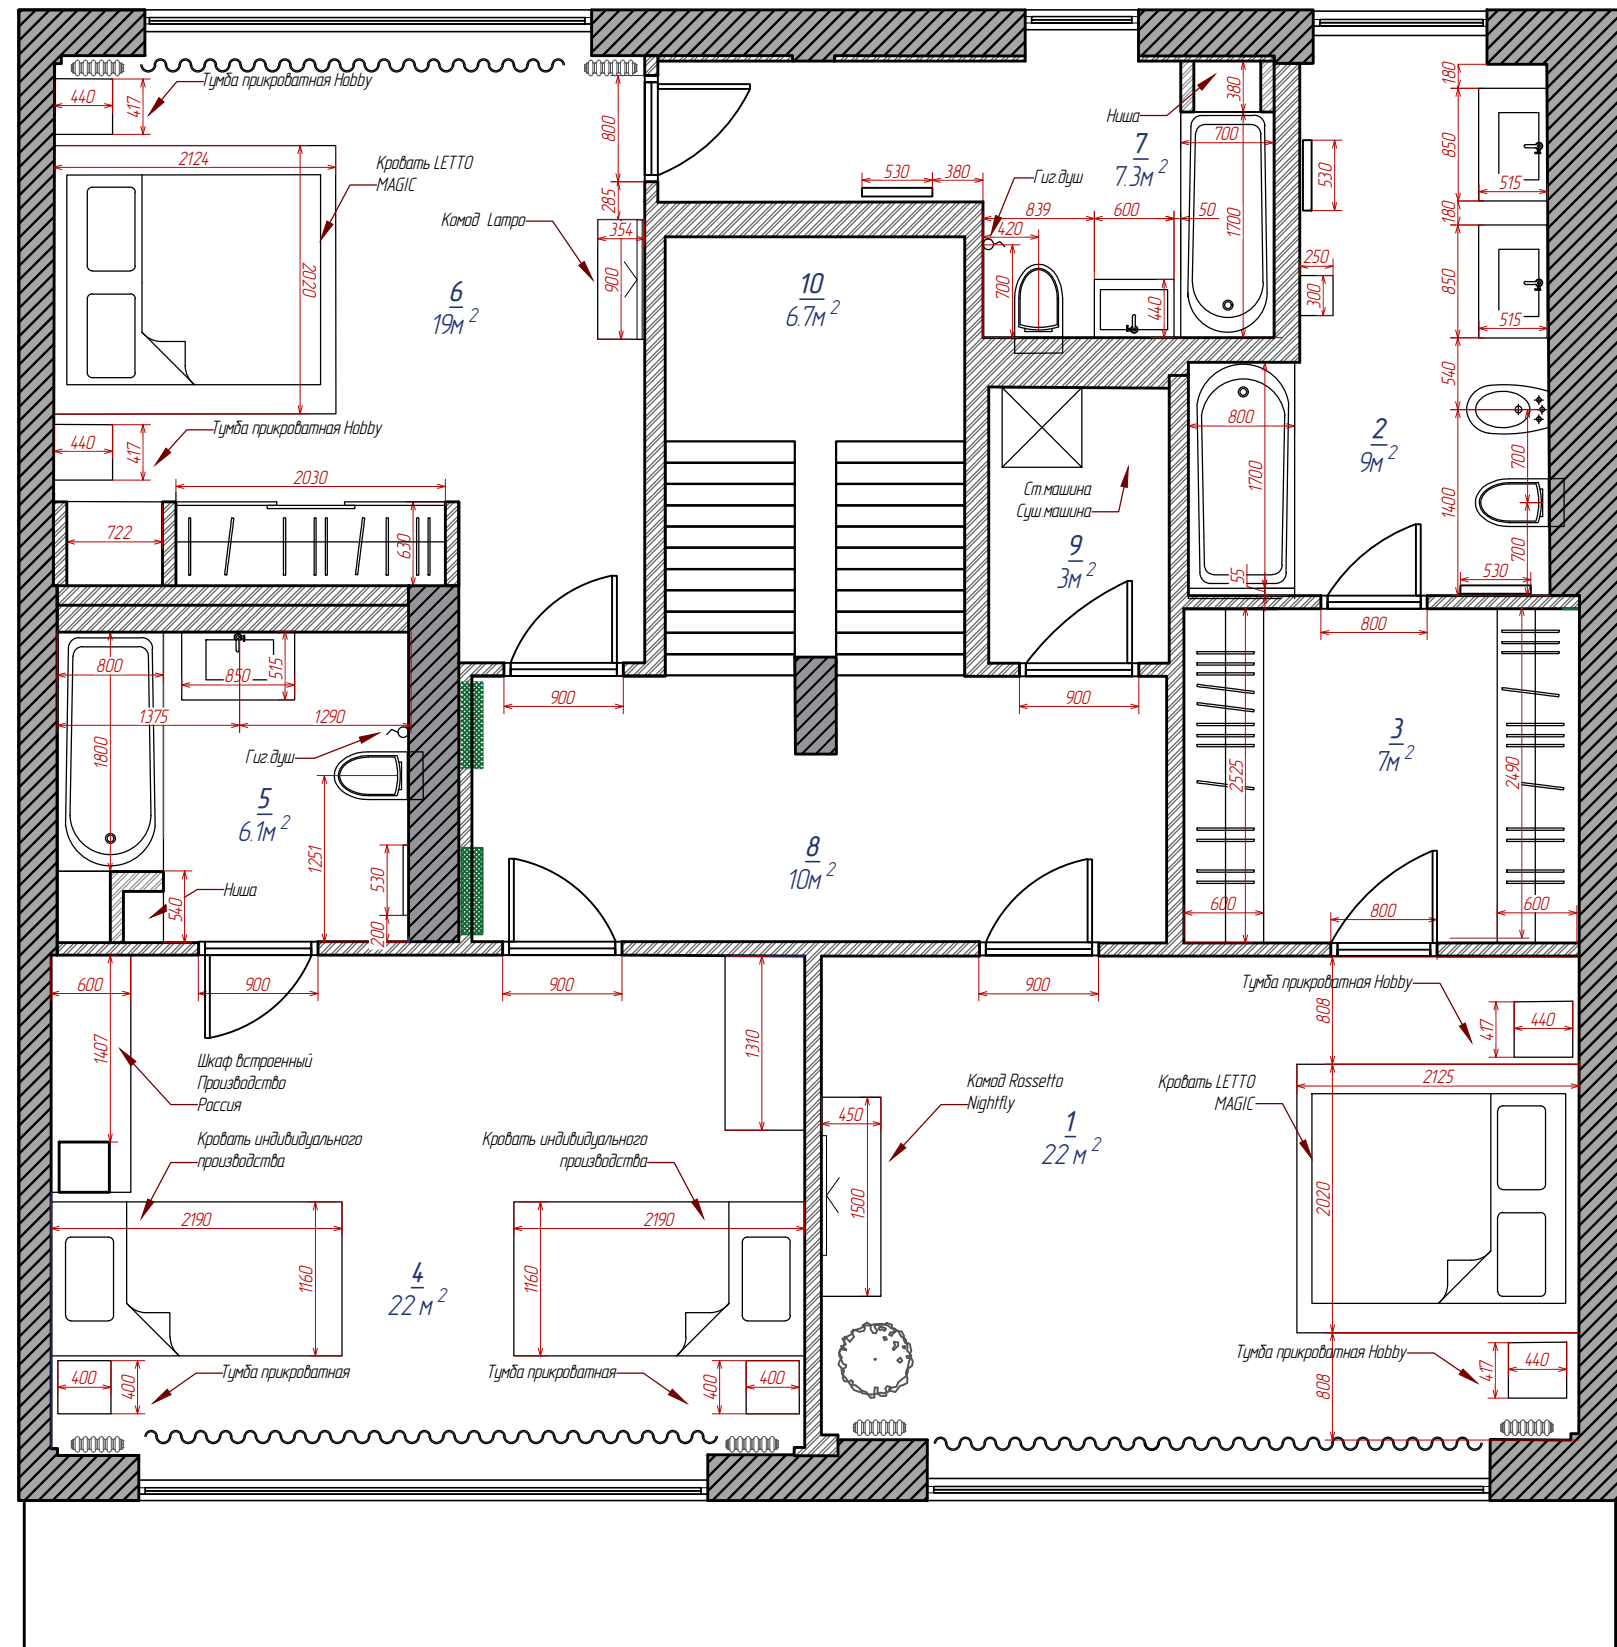 Тумба прикроватная Hobby
440
417
2124
Кровать LETTO
MAGIC
2020
Комод Lampo
800
285
354
900
6
19м 2
Тумба прикроватная Hobby
440
417
2030
722
630
10
6.7м 2
Ниша
380
7
7.3м 2
700
1700
530
380
Гиг.душ
839
600
50
420
700
440
180
850
515
530
180
850
515
250
300
540
2
9м 2
800
1700
700
1400
700
55
530
800
Ст.машина
Суш.машина
9
3м 2
900
900
800
850
515
1375
1290
1800
Гиг.душ
5
6.1м 2
1251
530
200
Ниша
540
8
10м 2
3
7м 2
2525
2490
600
800
600
600
900
900
900
1407
Шкаф встроенный
Производство
Россия
1310
Кровать индивидуального
производства
Кровать индивидуального
производства
2190
1160
2190
1160
4
22 м 2
Тумба прикроватная
400
400
Тумба прикроватная
400
400
Комод Rossetto
Nightfly
450
1500
1
22 м 2
Тумба прикроватная Hobby
808
417
440
Кровать LETTO
MAGIC
2125
2020
Тумба прикроватная Hobby
808
417
440